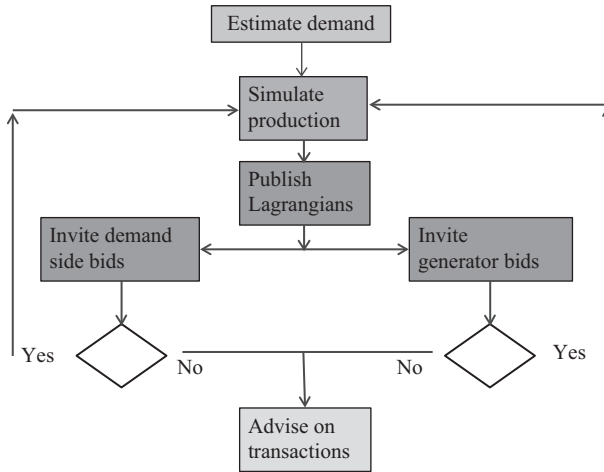 Estimate demand
Simulate
production
Publish
Lagrangians
Invite demand
side bids
Invite
generator bids
Yes
No
No
Yes
Advise on
transactions